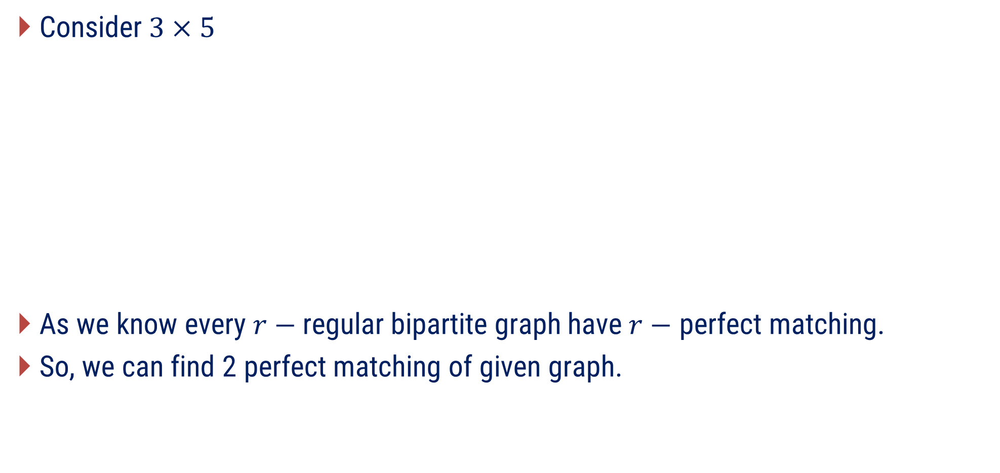 Consider 3 × 5
As we know every r − regular bipartite graph have r − perfect matching.
So, we can find 2 perfect matching of given graph.